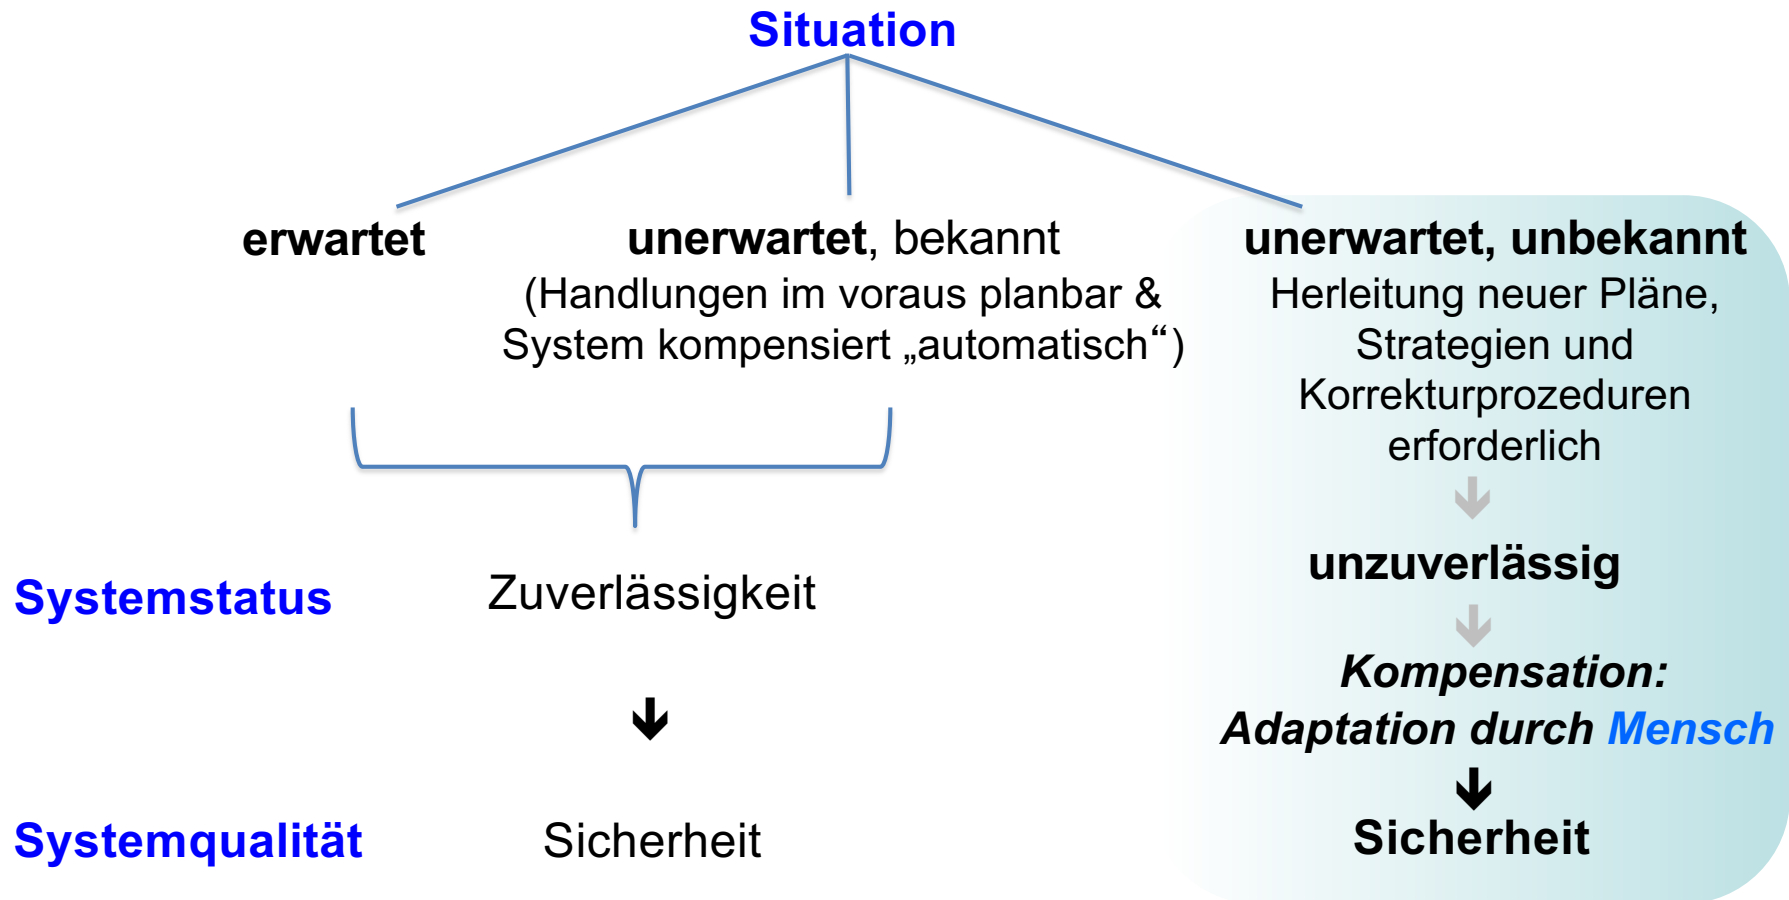 Situation
erwartet
unerwartet, bekannt
(Handlungen im voraus planbar &
System kompensiert „automatisch“)
unerwartet, unbekannt
Herleitung neuer Pläne,
Strategien und
Korrekturprozeduren
erforderlich
Systemstatus
Zuverlässigkeit
unzuverlässig
Kompensation:
Adaptation durch Mensch
Systemqualität
Sicherheit
Sicherheit